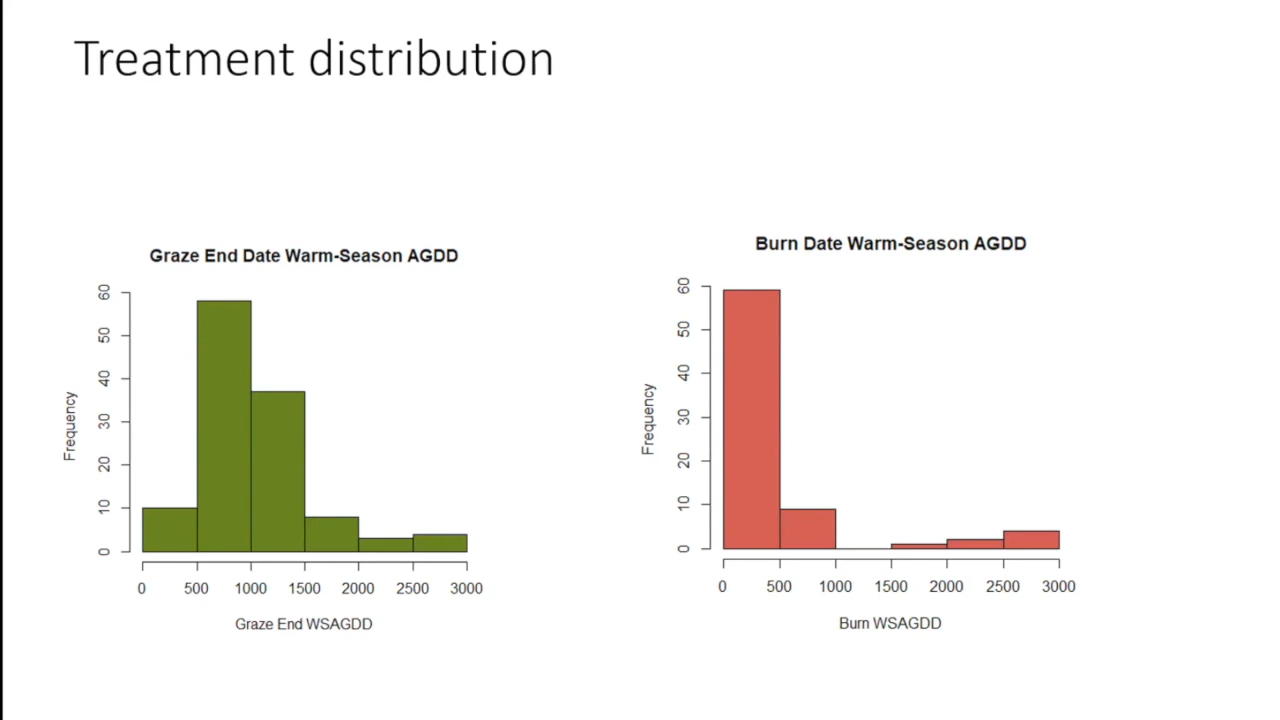 Treatment distribution
Graze End Date Warm-Season AGDD
Frequency
60
50
40
30
20
10
0
0 500 1000 1500 2000 2500 3000
Graze End WSAGDD
Burn Date Warm-Season AGDD
Frequency
60
50
40
30
20
10
0
0 500 1000 1500 2000 2500 3000
Burn WSAGDD